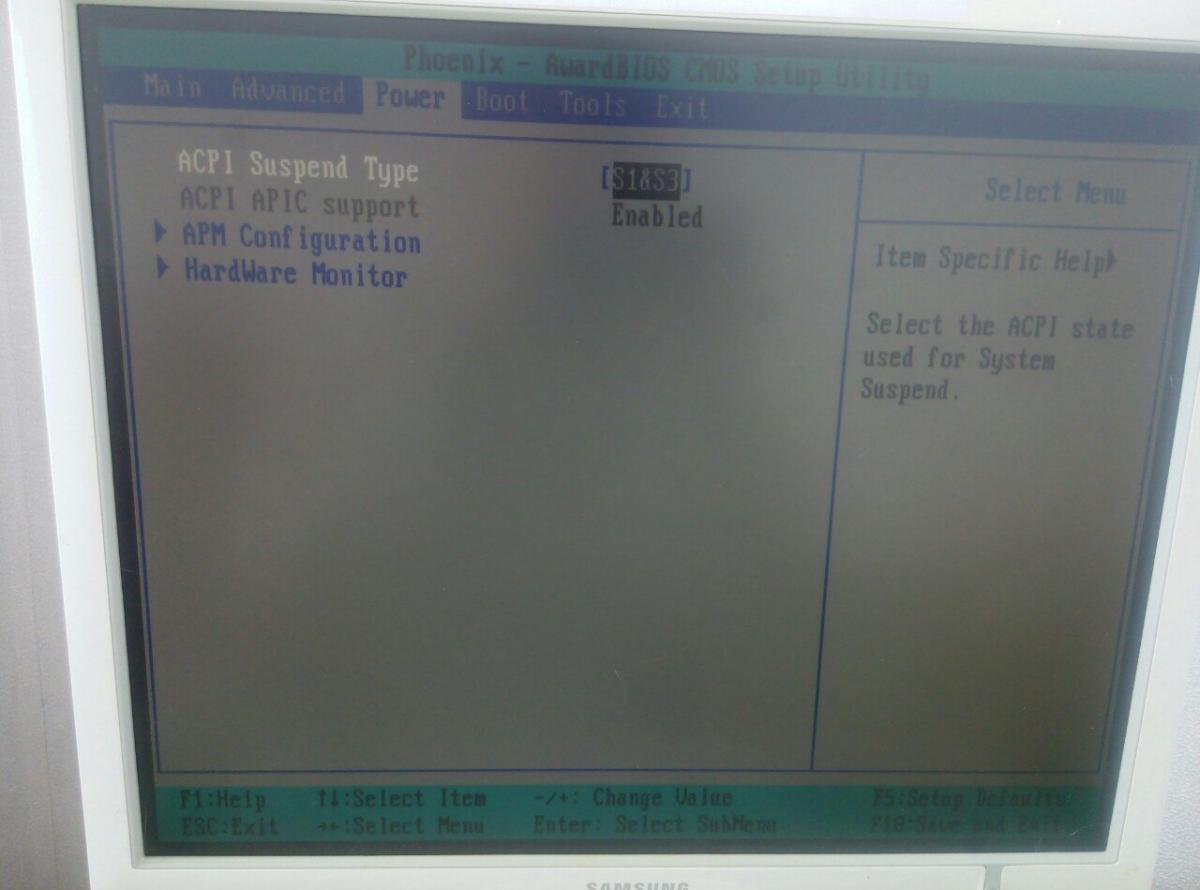 Phoenix - AwardBIOS CMOS Setup Utility
Main Advanced Power Boot Tools Exit
ACPI Suspend Type [S1&S3]
ACPI APIC support Enabled
APM Configuration
HardWare Monitor
Select Menu
Item Specific Help
Select the ACPI state
used for System
Suspend.
F1:Help ↑↓:Select Item -/+: Change Value F5:Setup Defaults
ESC:Exit →←:Select Menu Enter: Select SubMenu F10:Save and Exit
SAMSUNG